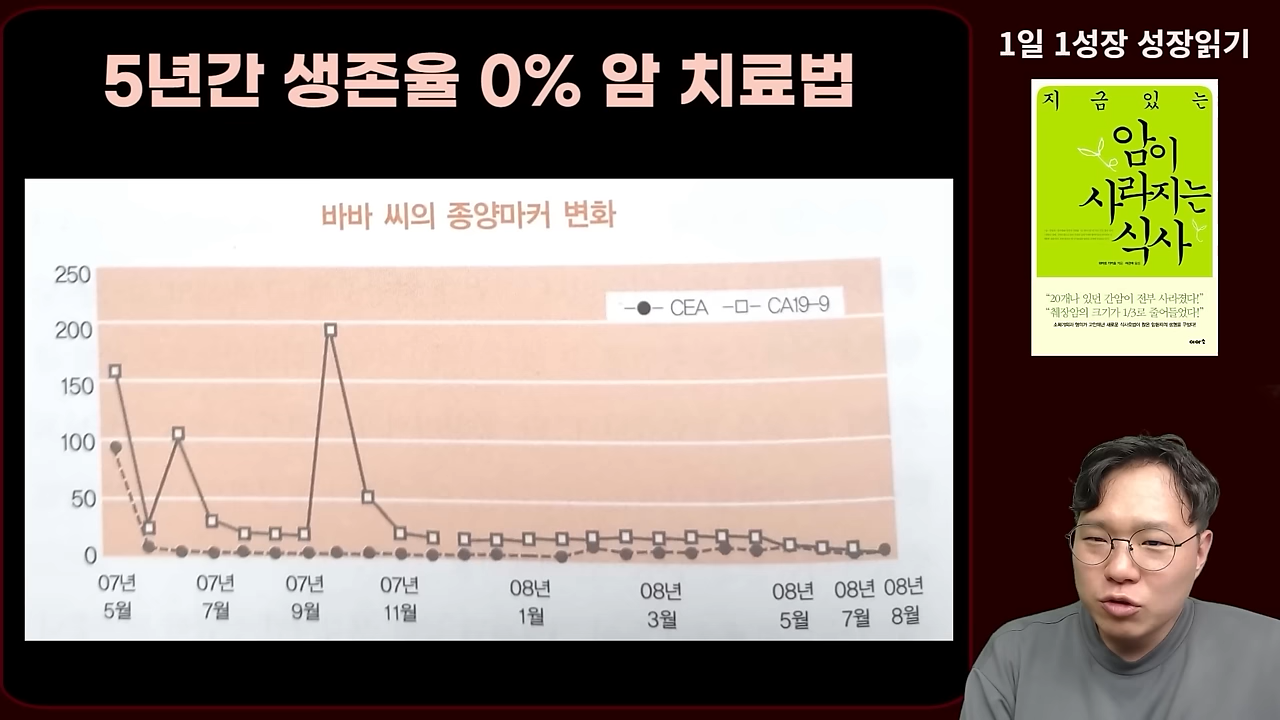 5년간 생존율 0% 암 치료법
1일 1성장 성장읽기
지금있는
암이
사라지는
식사
“20개나 있던 간암이 전부 사라졌다!”
“췌장암의 크기가 1/3로 줄어들었다!”
바바 씨의 종양마커 변화
CEA CA19-9
250
200
150
100
50
0
07년 07년 07년 07년 08년 08년 08년 08년 08년
5월 7월 9월 11월 1월 3월 5월 7월 8월